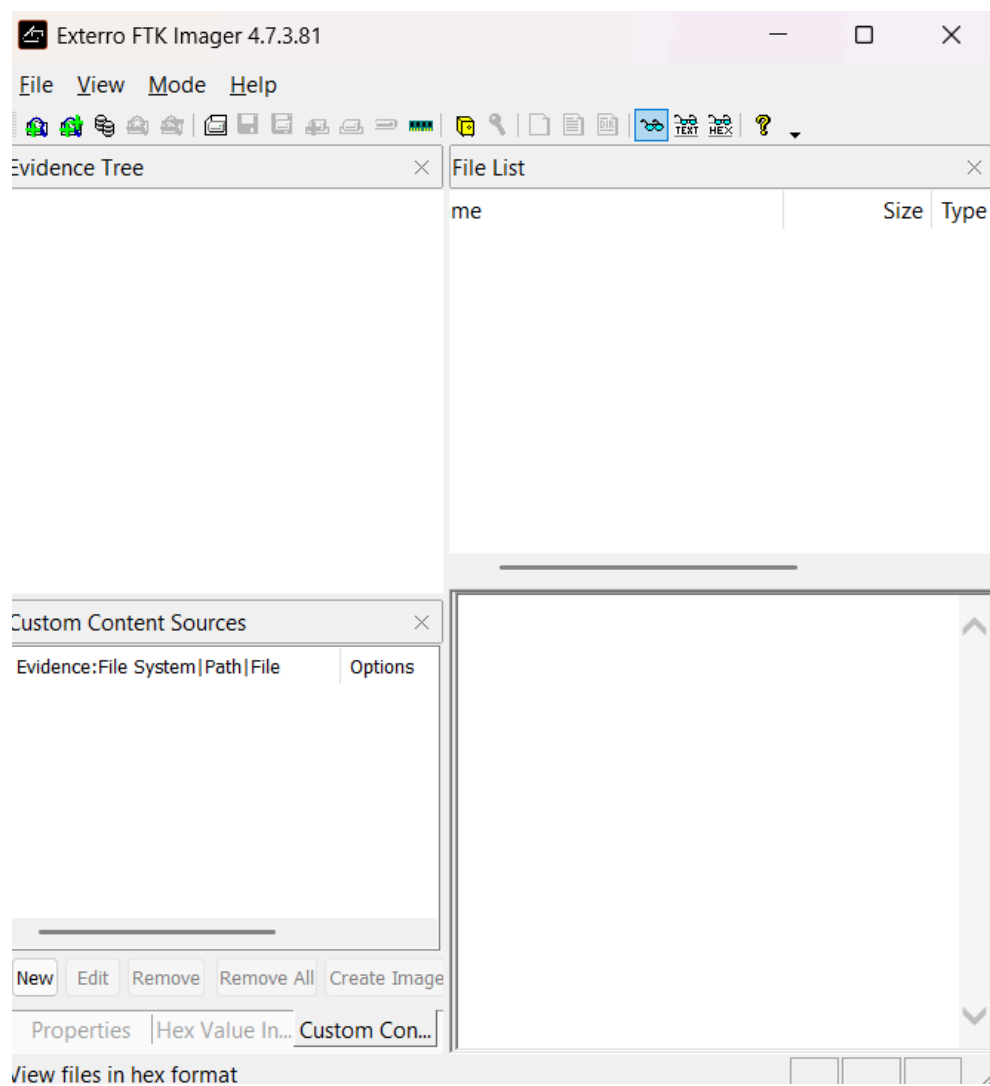 Exterro FTK Imager 4.7.3.81
File View Mode Help
DIR TEXT HEX ?
Evidence Tree
File List
me Size Type
Custom Content Sources
Evidence:File System|Path|File Options
New Edit Remove Remove All Create Image
Properties Hex Value In... Custom Con...
View files in hex format